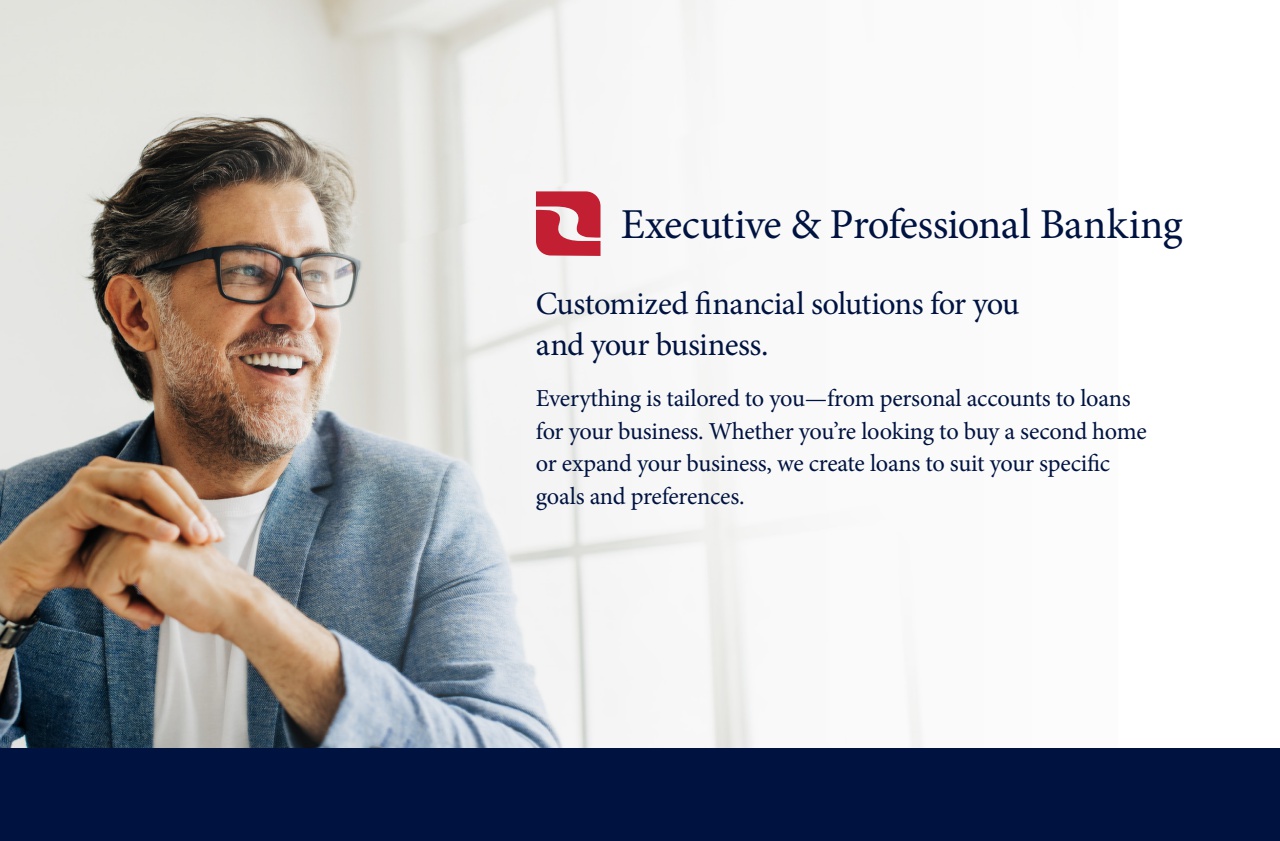 Executive & Professional Banking
Customized financial solutions for you
and your business.
Everything is tailored to you—from personal accounts to loans
for your business. Whether you’re looking to buy a second home
or expand your business, we create loans to suit your specific
goals and preferences.